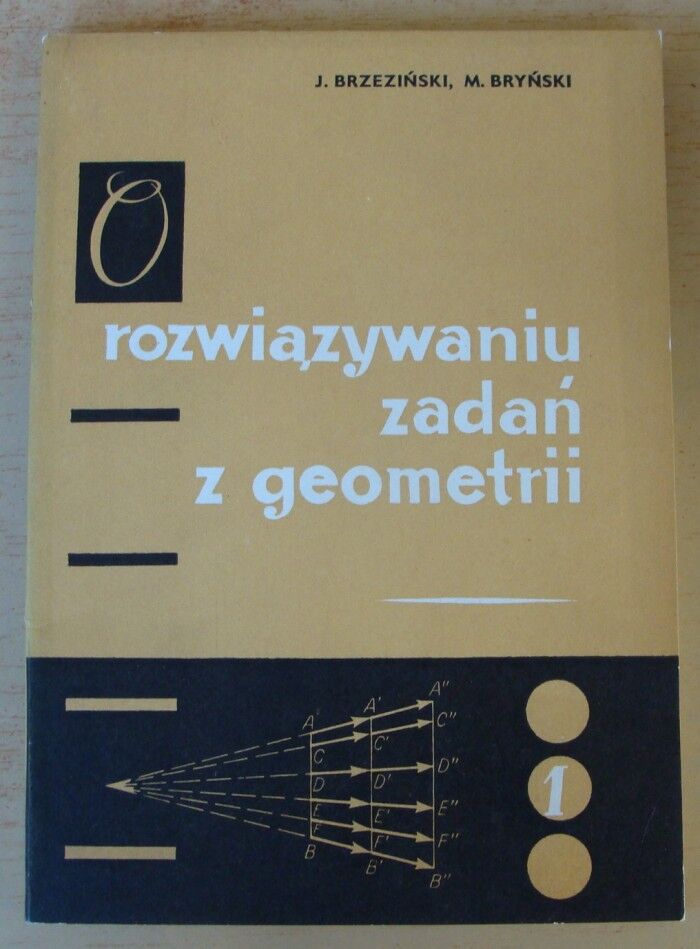 J. BRZEZIŃSKI, M. BRYŃSKI
O
rozwiązywaniu
zadań
z geometrii
A A' A"
C C' C"
D D' D"
E E' E"
F F' F"
B B' B"
1